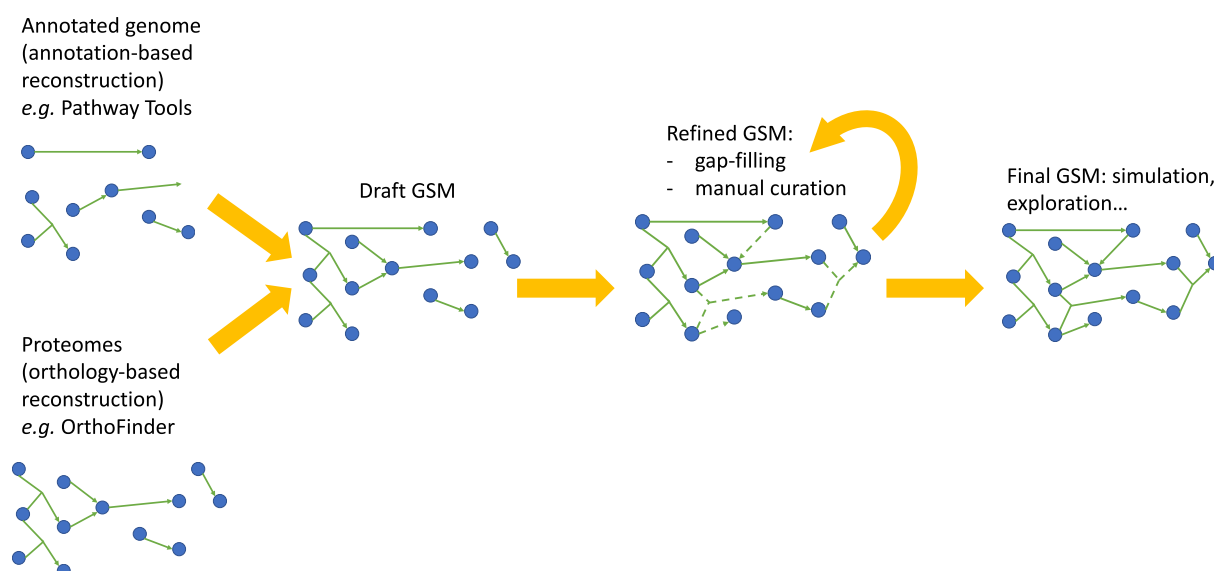 Annotated genome
(annotation-based
reconstruction)
e.g. Pathway Tools
Draft GSM
Refined GSM:
- gap-filling
- manual curation
Final GSM: simulation,
exploration…
Proteomes
(orthology-based
reconstruction)
e.g. OrthoFinder